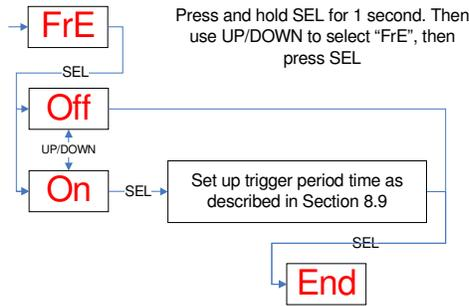 FrE
Press and hold SEL for 1 second. Then
use UP/DOWN to select “FrE”, then
press SEL
SEL
Off
UP/DOWN
On
SEL
Set up trigger period time as
described in Section 8.9
SEL
End